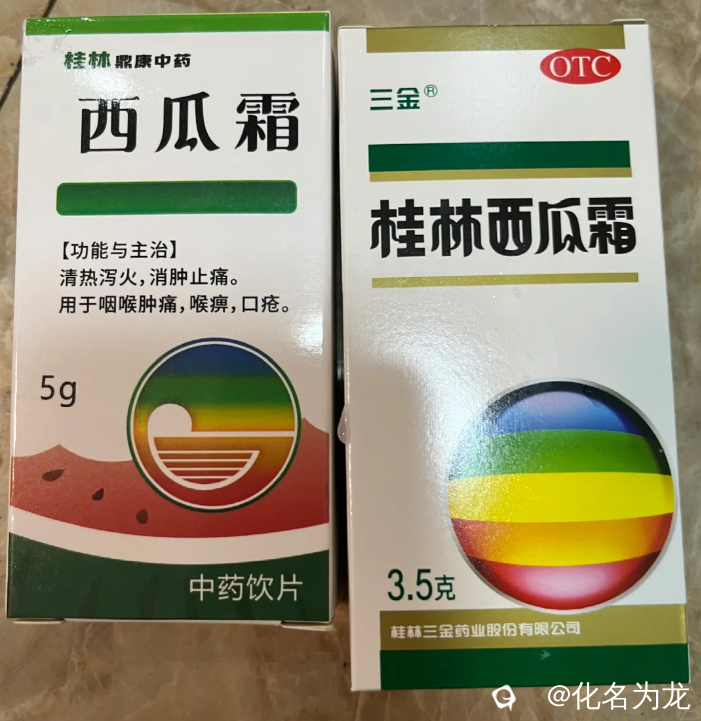 桂林 鼎康中药
西瓜霜
【功能与主治】
清热泻火,消肿止痛。
用于咽喉肿痛,喉痹,口疮。
5g
中药饮片
OTC
三金®
桂林西瓜霜
3.5克
桂林三金药业股份有限公司
@化名为龙